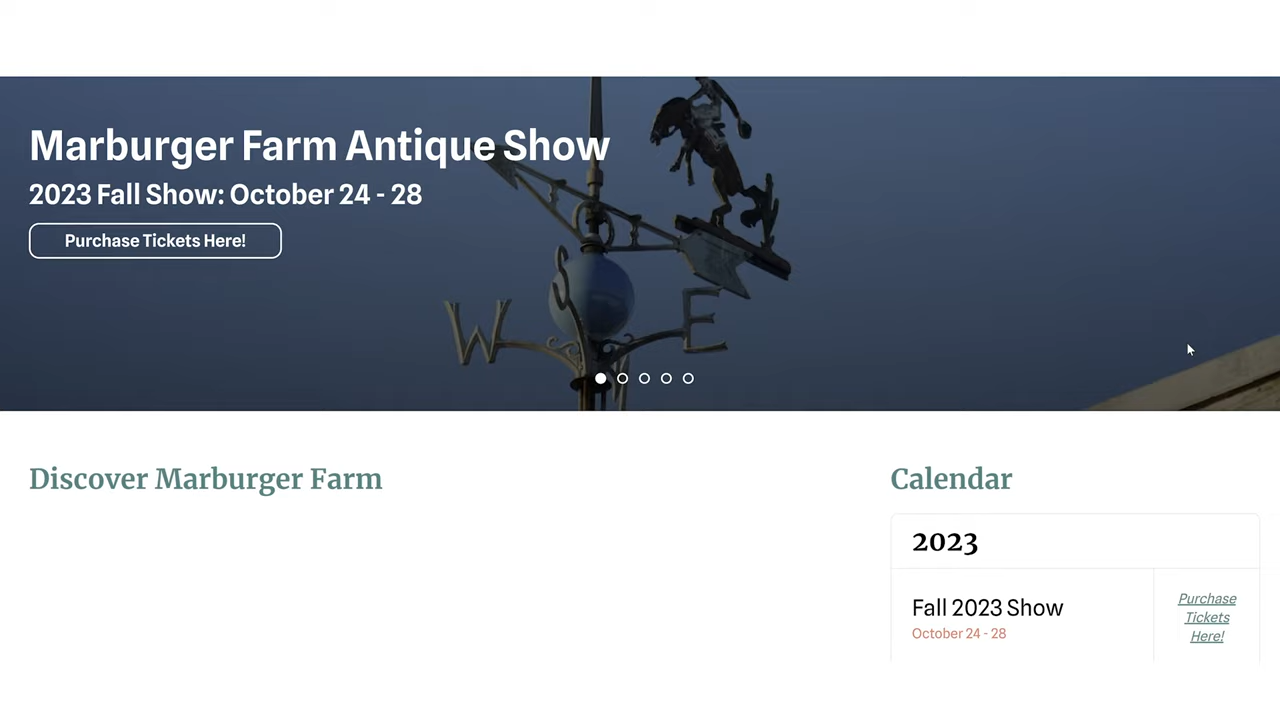 Marburger Farm Antique Show
2023 Fall Show: October 24 - 28
Purchase Tickets Here!
W
S
E
Discover Marburger Farm
Calendar
2023
Fall 2023 Show
October 24 - 28
Purchase
Tickets
Here!